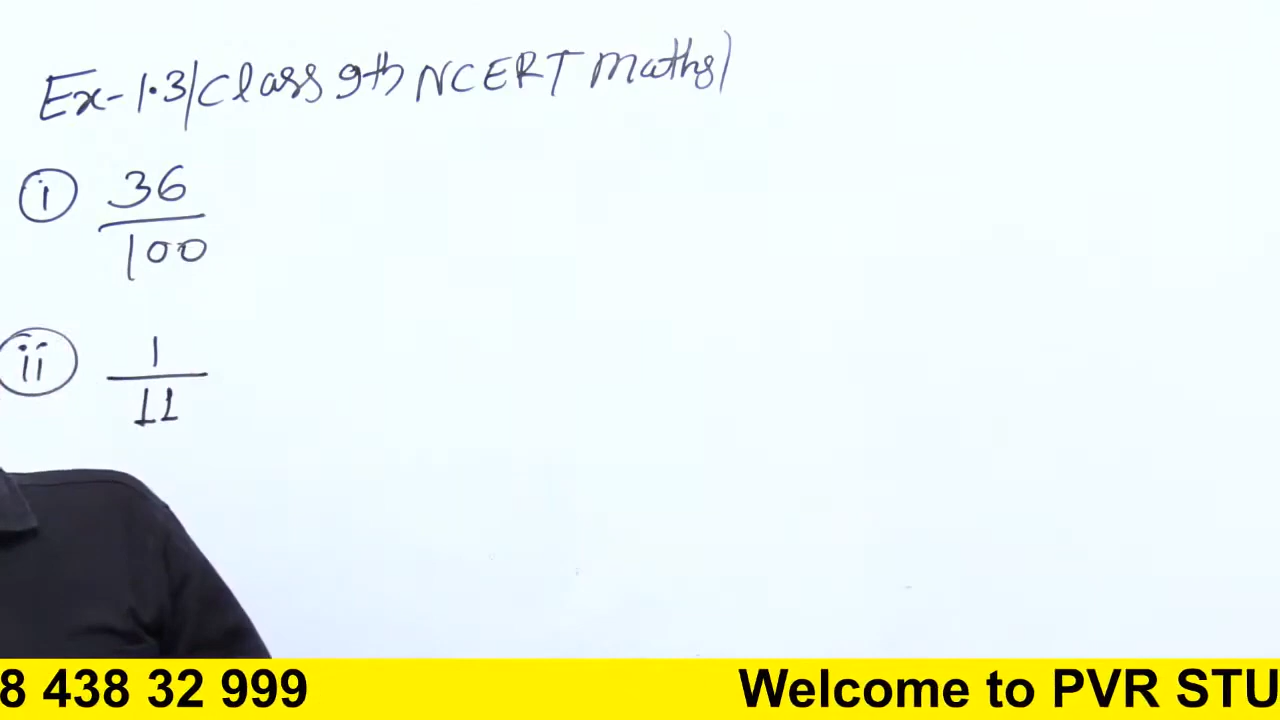 Ex-1.3/Class 9th NCERT Maths)
i 36
100
ii 1
11
8 438 32 999 Welcome to PVR STU